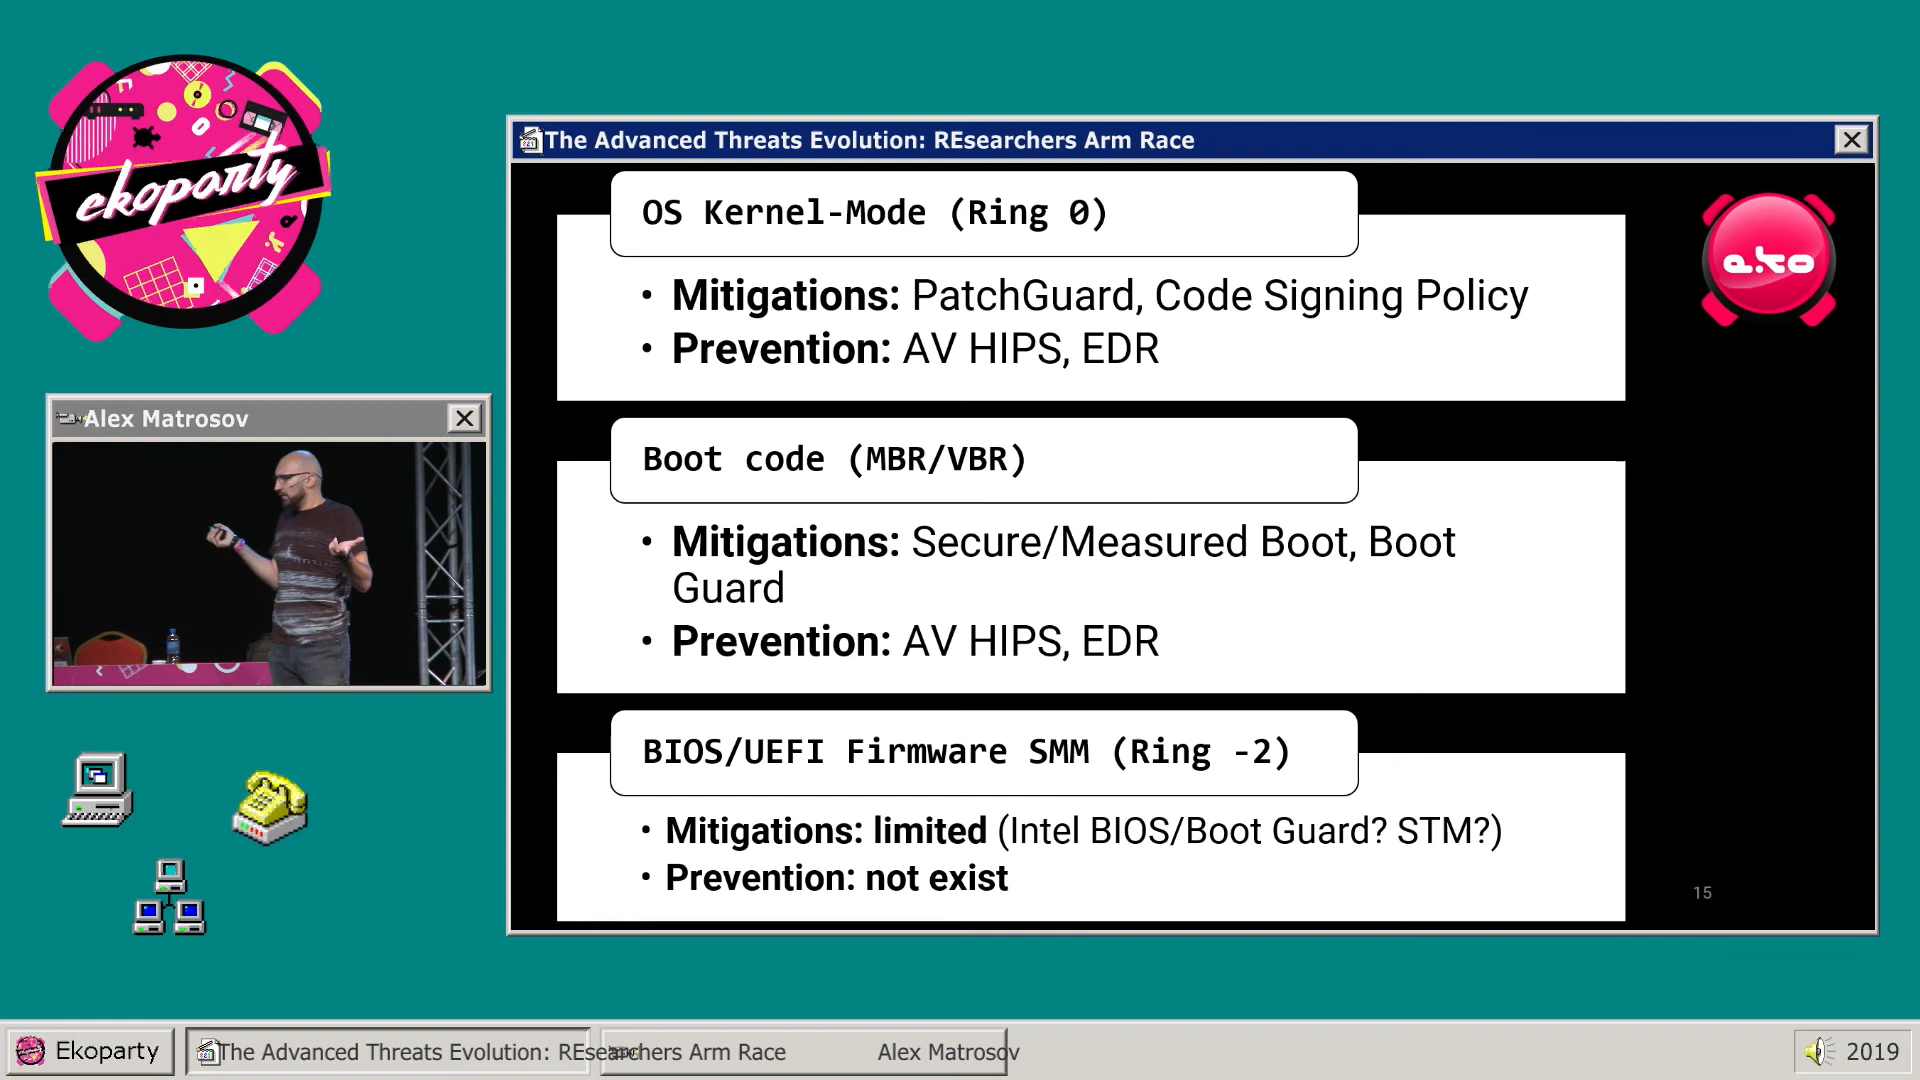 ekoparty
The Advanced Threats Evolution: REsearchers Arm Race
OS Kernel-Mode (Ring 0)
• Mitigations: PatchGuard, Code Signing Policy
• Prevention: AV HIPS, EDR
eko
Alex Matrosov
Boot code (MBR/VBR)
• Mitigations: Secure/Measured Boot, Boot
Guard
• Prevention: AV HIPS, EDR
BIOS/UEFI Firmware SMM (Ring -2)
• Mitigations: limited (Intel BIOS/Boot Guard? STM?)
• Prevention: not exist
15
Ekoparty
The Advanced Threats Evolution: REsearchers Arm Race
Alex Matrosov
2019